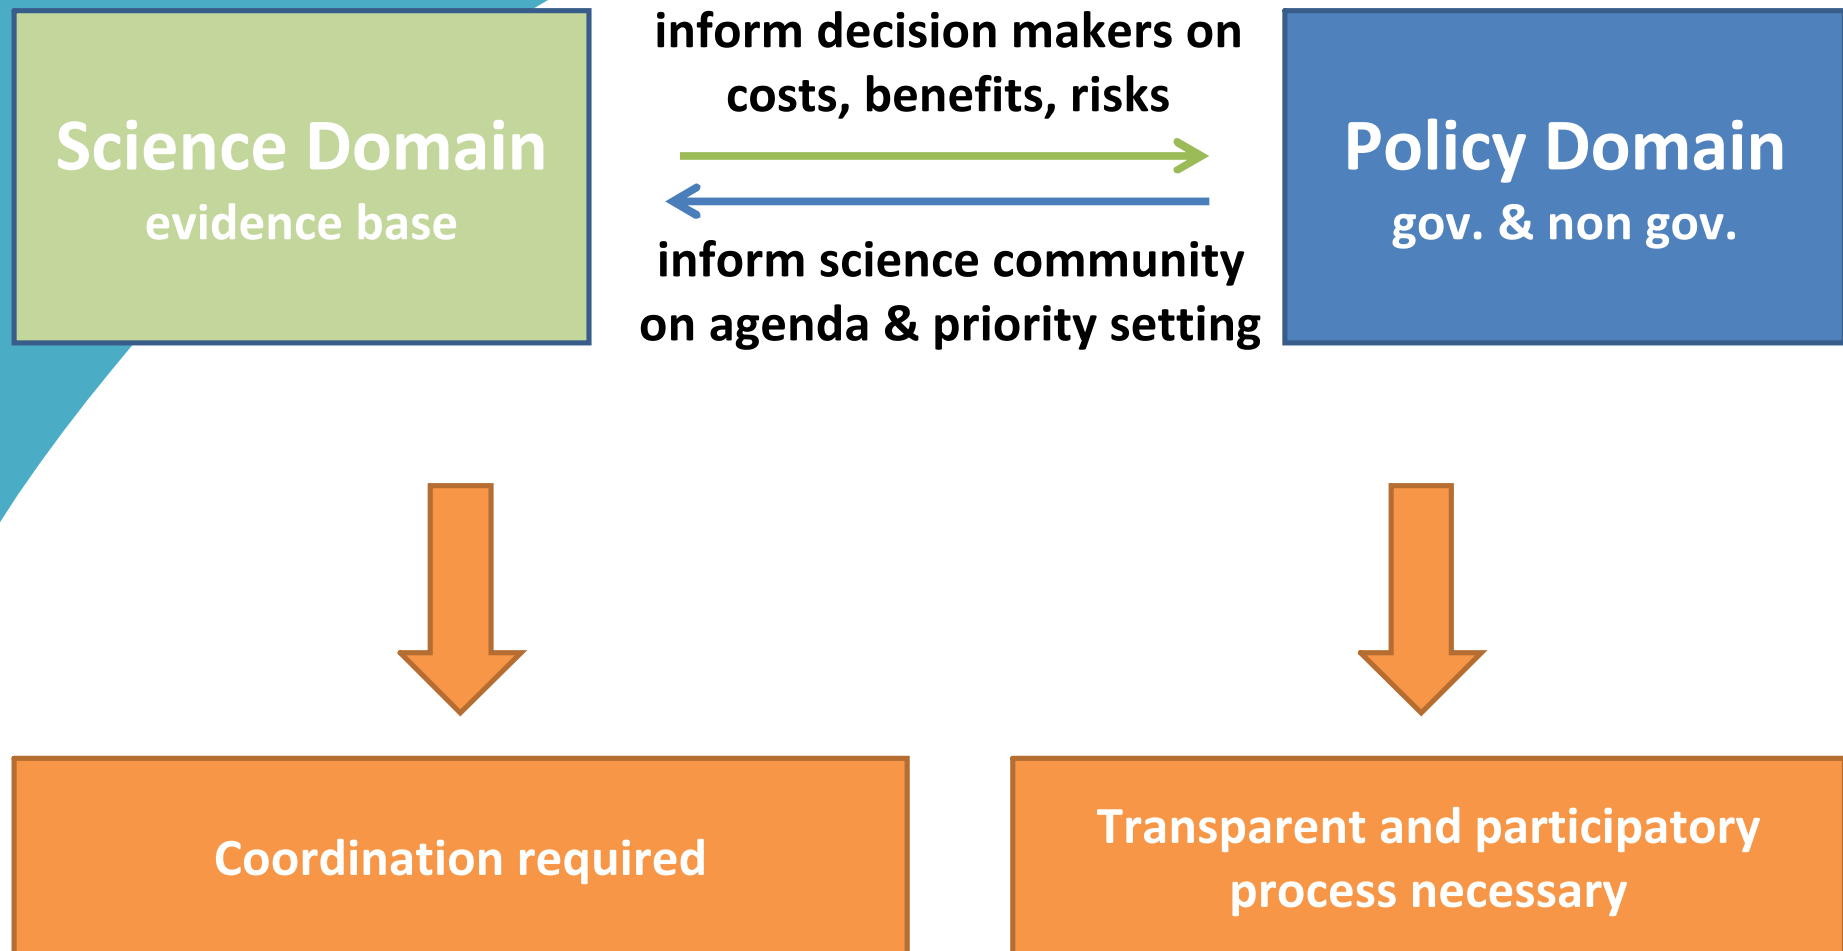 Science Domain
evidence base
inform decision makers on
costs, benefits, risks
inform science community
on agenda & priority setting
Policy Domain
gov. & non gov.
Coordination required
Transparent and participatory
process necessary